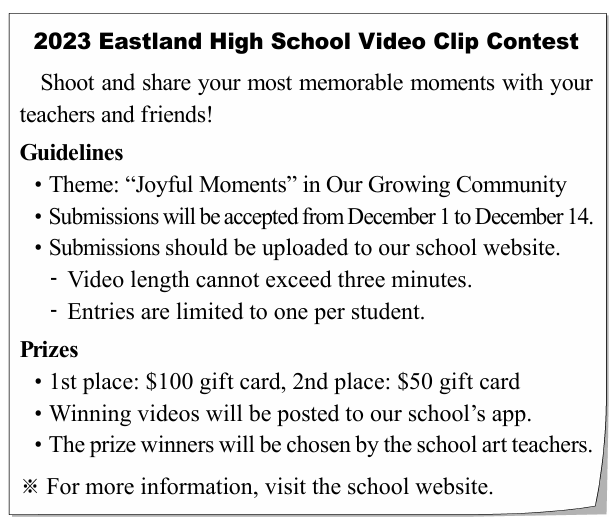 2023 Eastland High School Video Clip Contest
Shoot and share your most memorable moments with your
teachers and friends!
Guidelines
• Theme: “Joyful Moments” in Our Growing Community
• Submissions will be accepted from December 1 to December 14.
• Submissions should be uploaded to our school website.
- Video length cannot exceed three minutes.
- Entries are limited to one per student.
Prizes
• 1st place: $100 gift card, 2nd place: $50 gift card
• Winning videos will be posted to our school’s app.
• The prize winners will be chosen by the school art teachers.
※ For more information, visit the school website.